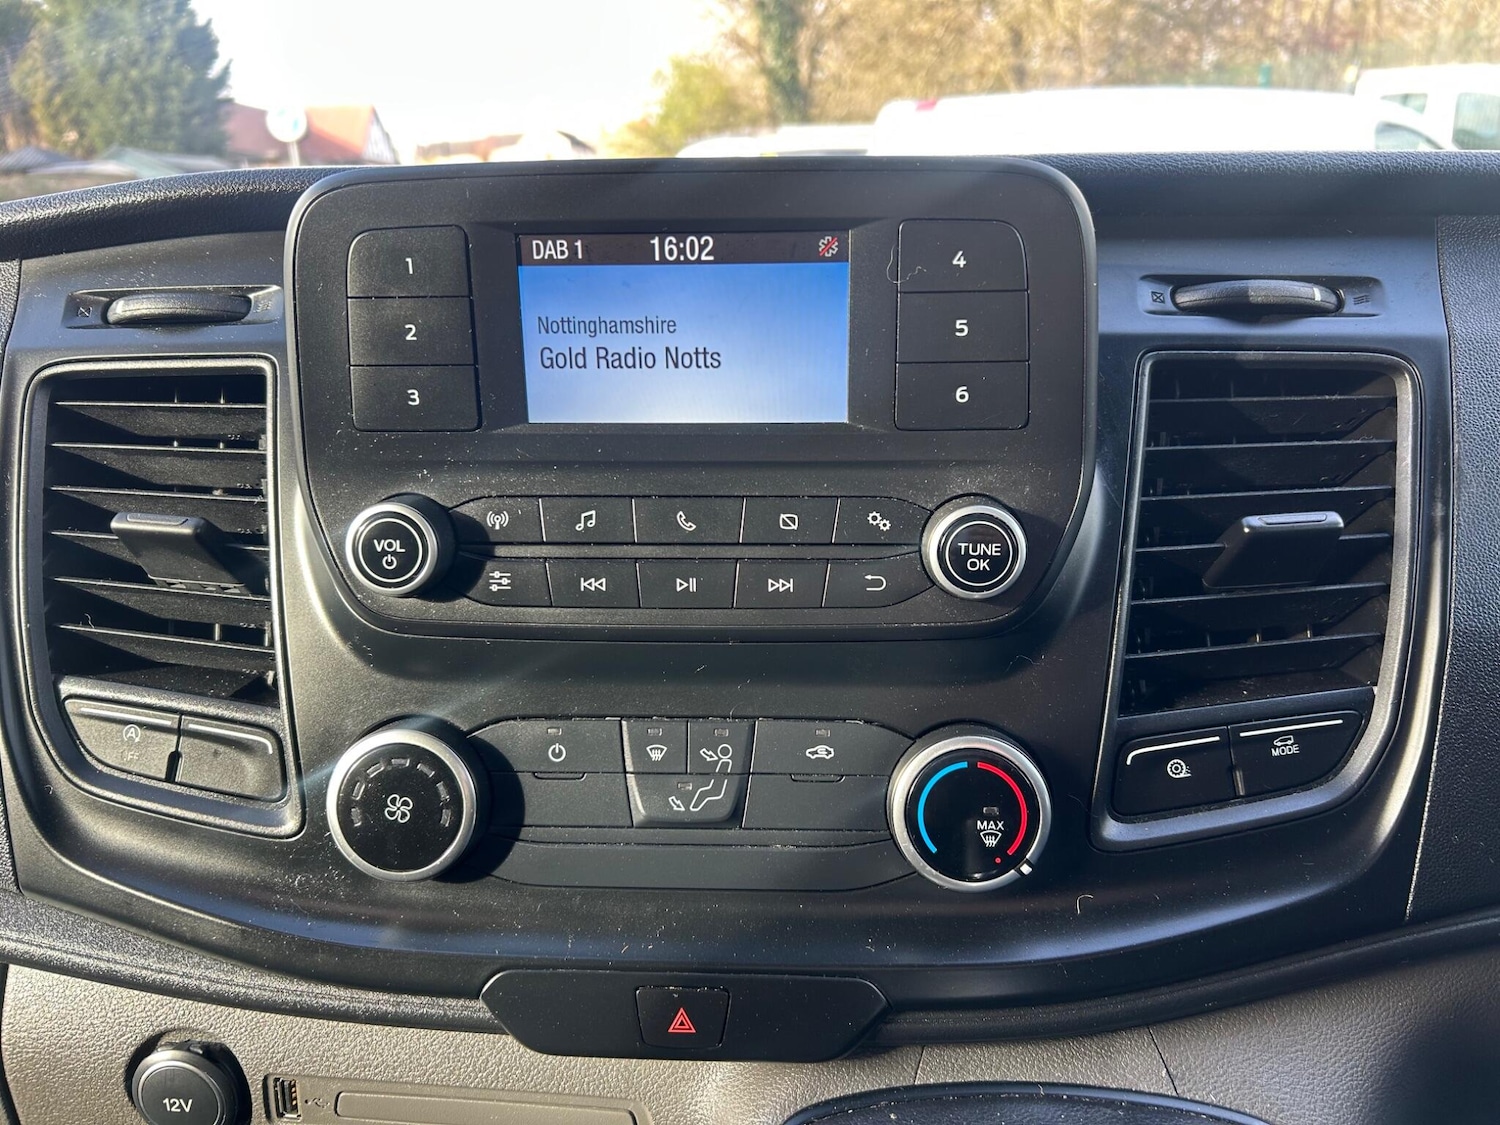 DAB 1 16:02
Nottinghamshire
Gold Radio Notts
1
2
3
4
5
6
VOL
TUNE
OK
A
MAX
MODE
12V